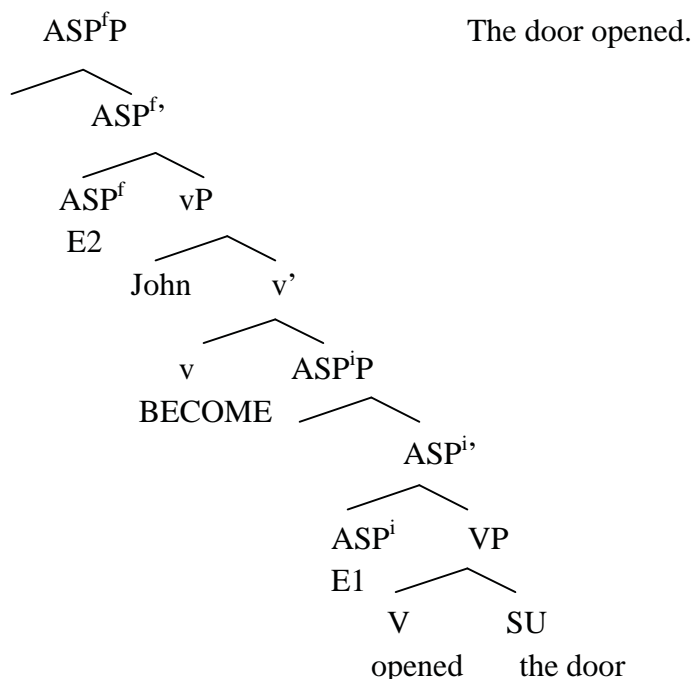 ASPᶠP The door opened.
ASPᶠ’
ASPᶠ vP
E2
John v’
v ASPⁱP
BECOME
ASPⁱ’
ASPⁱ VP
E1
V SU
opened the door